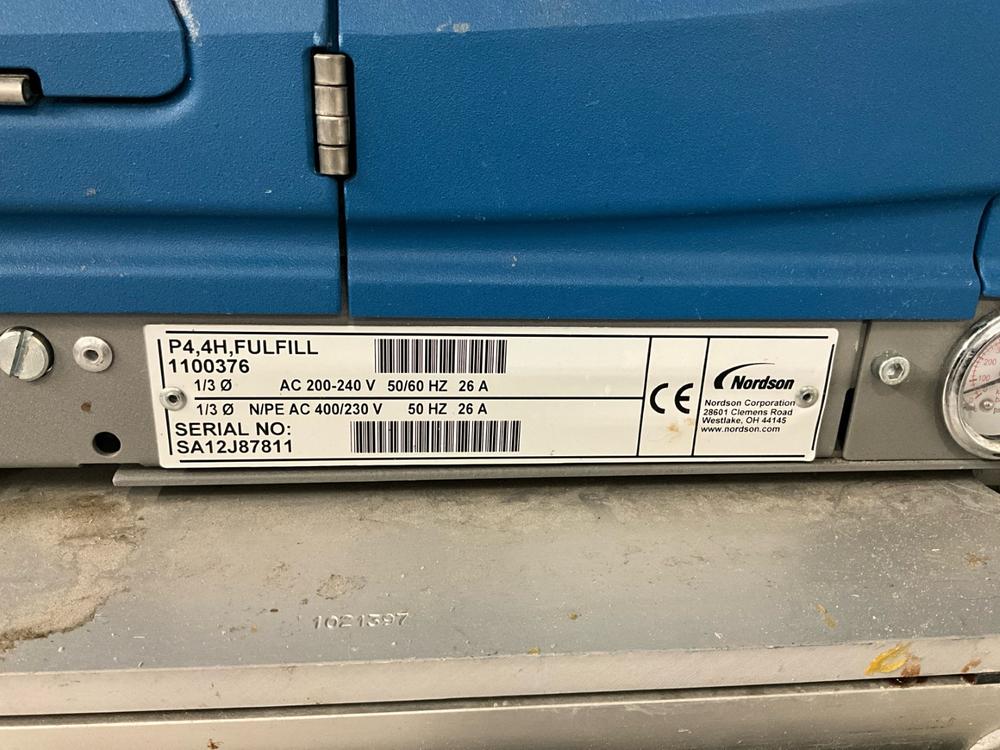 P4,4H,FULFILL
1100376
1/3 Ø AC 200-240 V 50/60 HZ 26 A
1/3 Ø N/PE AC 400/230 V 50 HZ 26 A
SERIAL NO:
SA12J87811
CE
Nordson
Nordson Corporation
28601 Clemens Road
Westlake, OH 44145
www.nordson.com
200
100
1021397